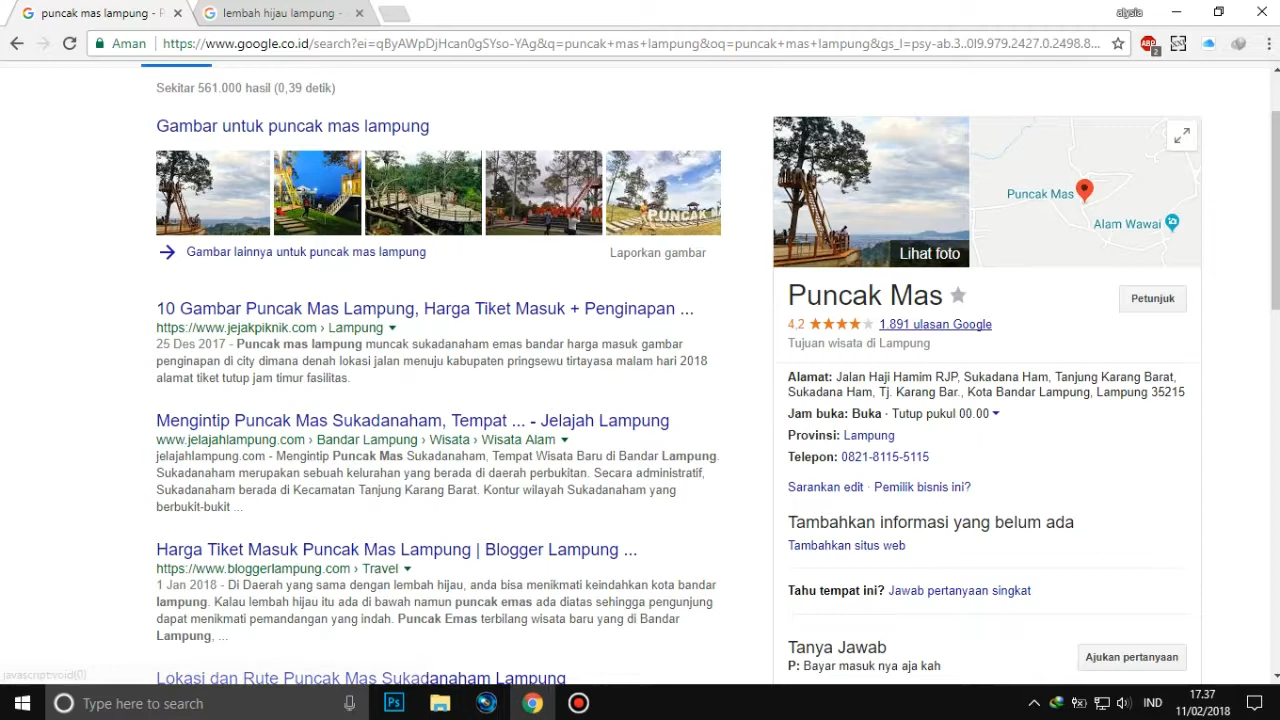 puncak mas lampung - P
lembah hijau lampung -
alysia
Aman
https://www.google.co.id/search?ei=qByAWpDjHcan0gSYso-YAg&q=puncak+mas+lampung&oq=puncak+mas+lampung&gs_l=psy-ab.3..0l9.979.2427.0.2498.8...
ABP
2
Sekitar 561.000 hasil (0,39 detik)
Gambar untuk puncak mas lampung
PUNCAK
Gambar lainnya untuk puncak mas lampung
Laporkan gambar
10 Gambar Puncak Mas Lampung, Harga Tiket Masuk + Penginapan ...
https://www.jejakpiknik.com › Lampung
25 Des 2017 - Puncak mas lampung muncak sukadanaham emas bandar harga masuk gambar
penginapan di city dimana denah lokasi jalan menuju kabupaten pringsewu tirtayasa malam hari 2018
alamat tiket tutup jam timur fasilitas.
Mengintip Puncak Mas Sukadanaham, Tempat ... - Jelajah Lampung
www.jelajahlampung.com › Bandar Lampung › Wisata › Wisata Alam
jelajahlampung.com - Mengintip Puncak Mas Sukadanaham, Tempat Wisata Baru di Bandar Lampung.
Sukadanaham merupakan sebuah kelurahan yang berada di daerah perbukitan. Secara administratif,
Sukadanaham berada di Kecamatan Tanjung Karang Barat. Kontur wilayah Sukadanaham yang
berbukit-bukit ...
Harga Tiket Masuk Puncak Mas Lampung | Blogger Lampung ...
https://www.bloggerlampung.com › Travel
1 Jan 2018 - Di Daerah yang sama dengan lembah hijau, anda bisa menikmati keindahkan kota bandar
lampung. Kalau lembah hijau itu ada di bawah namun puncak emas ada diatas sehingga pengunjung
dapat menikmati pemandangan yang indah. Puncak Emas terbilang wisata baru yang di Bandar
Lampung, ...
Lokasi dan Rute Puncak Mas Sukadanaham Lampung
javascript:void(0)
Lihat foto
Puncak Mas
Alam Wawai
Puncak Mas
Petunjuk
4,2 1.891 ulasan Google
Tujuan wisata di Lampung
Alamat: Jalan Haji Hamim RJP, Sukadana Ham, Tanjung Karang Barat,
Sukadana Ham, Tj. Karang Bar., Kota Bandar Lampung, Lampung 35215
Jam buka: Buka · Tutup pukul 00.00
Provinsi: Lampung
Telepon: 0821-8115-5115
Sarankan edit · Pemilik bisnis ini?
Tambahkan informasi yang belum ada
Tambahkan situs web
Tahu tempat ini? Jawab pertanyaan singkat
Tanya Jawab
P: Bayar masuk nya aja kah
Ajukan pertanyaan
Type here to search
Ps
IND
17.37
11/02/2018